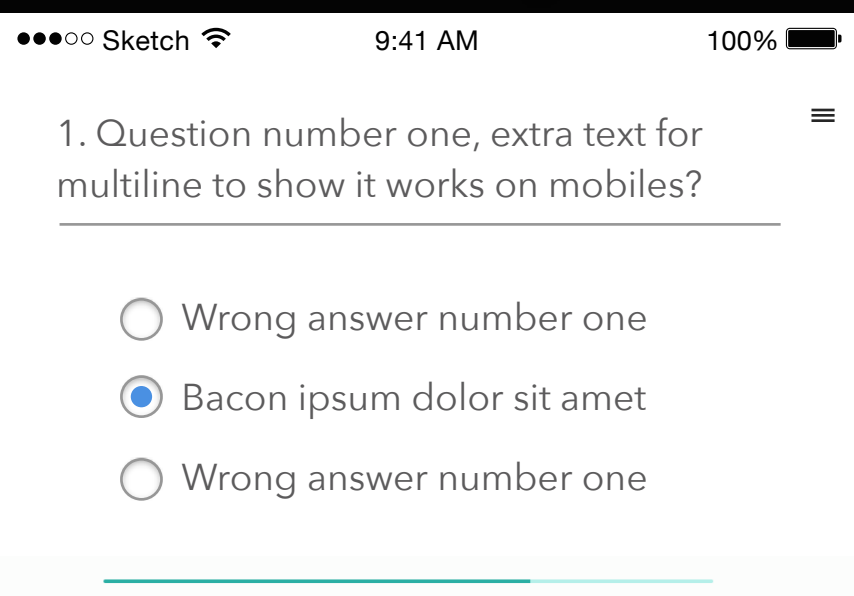 Sketch 9:41 AM 100%
1. Question number one, extra text for
multiline to show it works on mobiles?
Wrong answer number one
Bacon ipsum dolor sit amet
Wrong answer number one